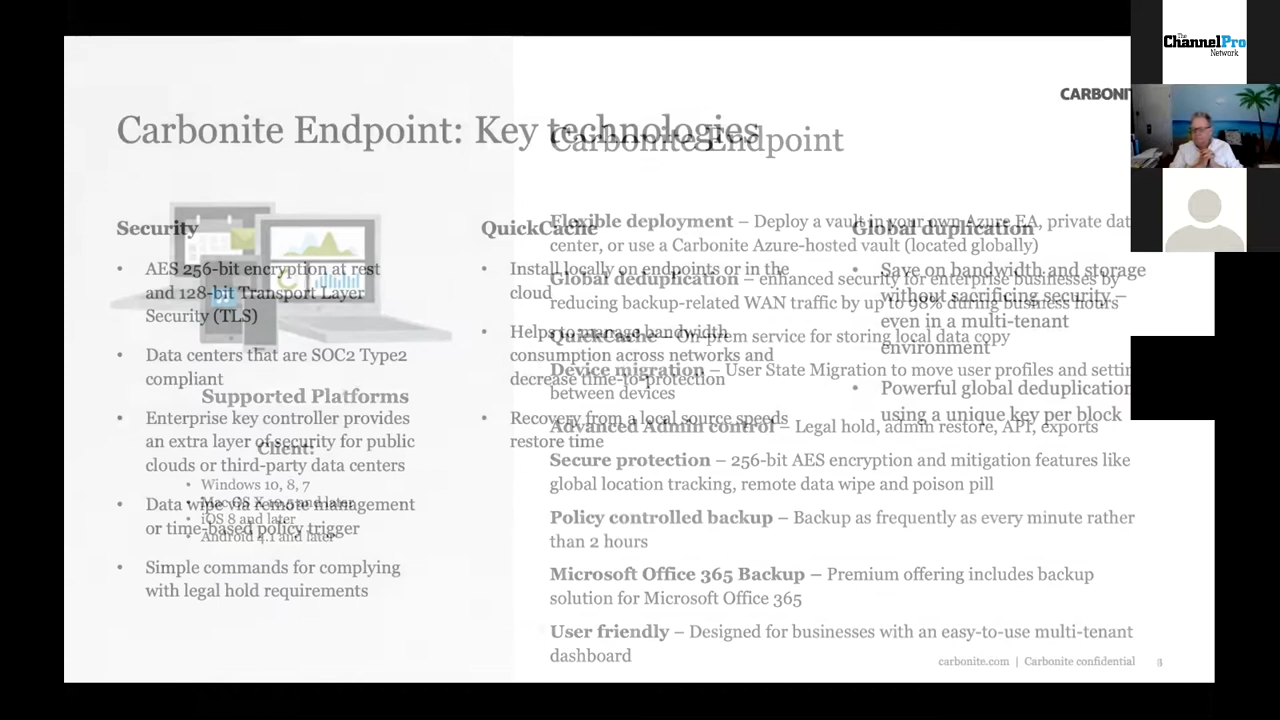 The
ChannelPro
Network
CARBONIT
Carbonite Endpoint: Key technologies
Security
• AES 256-bit encryption at rest
and 128-bit Transport Layer
Security (TLS)
• Data centers that are SOC2 Type2
compliant
• Enterprise key controller provides
an extra layer of security for public
clouds or third-party data centers
• Data wipe via remote management
or time-based policy trigger
• Simple commands for complying
with legal hold requirements
QuickCache
• Install locally on endpoints or in the
cloud
• Helps to manage bandwidth
consumption across networks and
decrease time-to-protection
• Recovery from a local source speeds
restore time
Global duplication
• Save on bandwidth and storage
without sacrificing security –
even in a multi-tenant
environment
• Powerful global deduplication
using a unique key per block
Carbonite Endpoint
Supported Platforms
Client:
• Windows 10, 8, 7
• Mac OS X 10.5 and later
• iOS 8 and later
• Android 4.1 and later
Flexible deployment – Deploy a vault in your own Azure EA, private dat
center, or use a Carbonite Azure-hosted vault (located globally)
Global deduplication – enhanced security for enterprise businesses by
reducing backup-related WAN traffic by up to 98% during business hours
QuickCache – On-prem service for storing local data copy
Device migration – User State Migration to move user profiles and settin
between devices
Advanced Admin control – Legal hold, admin restore, API, exports
Secure protection – 256-bit AES encryption and mitigation features like
global location tracking, remote data wipe and poison pill
Policy controlled backup – Backup as frequently as every minute rather
than 2 hours
Microsoft Office 365 Backup – Premium offering includes backup
solution for Microsoft Office 365
User friendly – Designed for businesses with an easy-to-use multi-tenant
dashboard
carbonite.com | Carbonite confidential